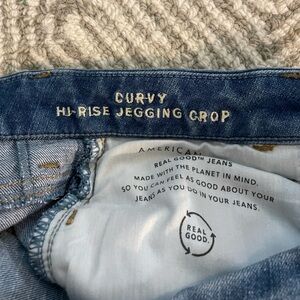 CURVY
HI-RISE JEGGING CROP
AMERICAN
REAL GOOD™ JEANS
MADE WITH THE PLANET IN MIND,
SO YOU CAN FEEL AS GOOD ABOUT YOUR
JEANS AS YOU DO IN YOUR JEANS.
REAL
GOOD.